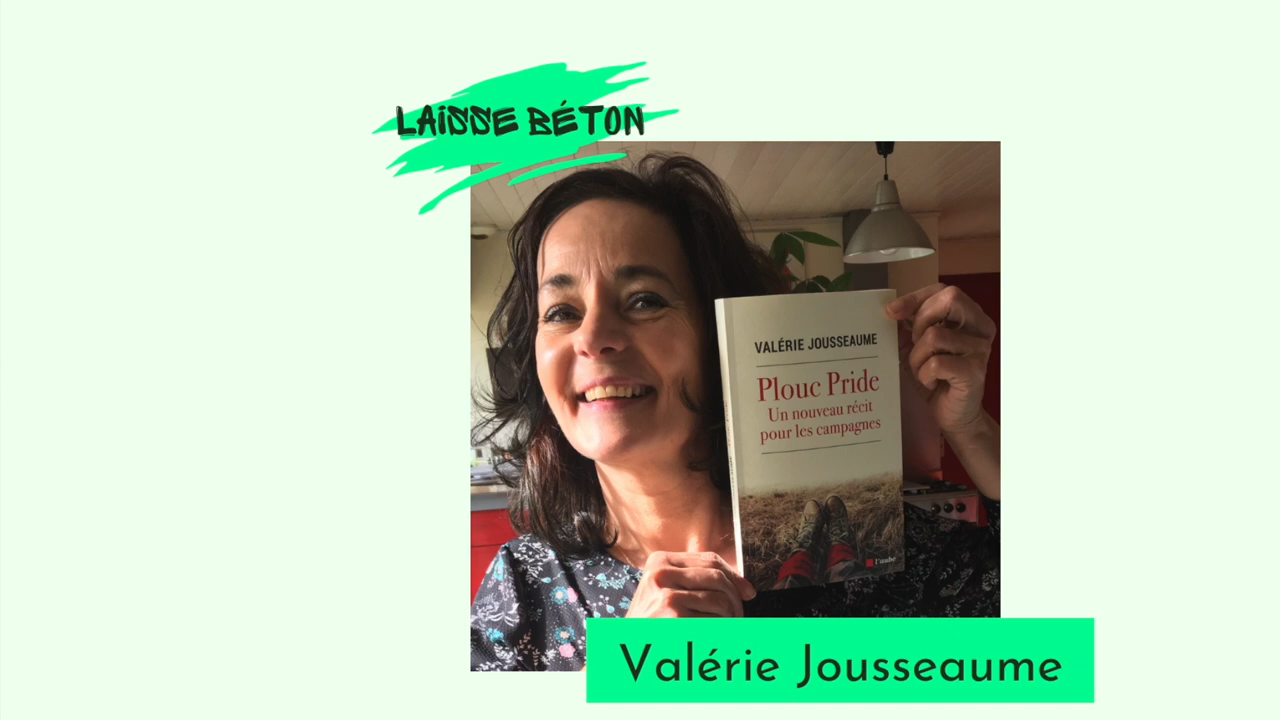 LAISSE BÉTON
VALÉRIE JOUSSEAUME
Plouc Pride
Un nouveau récit
pour les campagnes
l'aube
Valérie Jousseaume